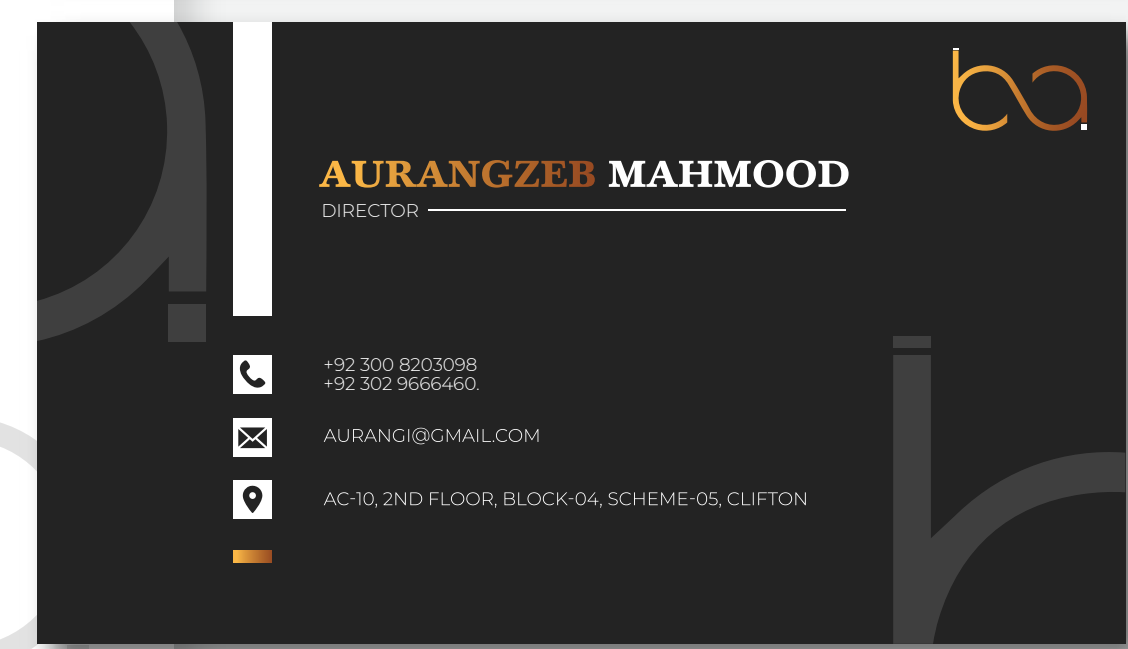 ba
AURANGZEB MAHMOOD
DIRECTOR
+92 300 8203098
+92 302 9666460.
AURANGI@GMAIL.COM
AC-10, 2ND FLOOR, BLOCK-04, SCHEME-05, CLIFTON